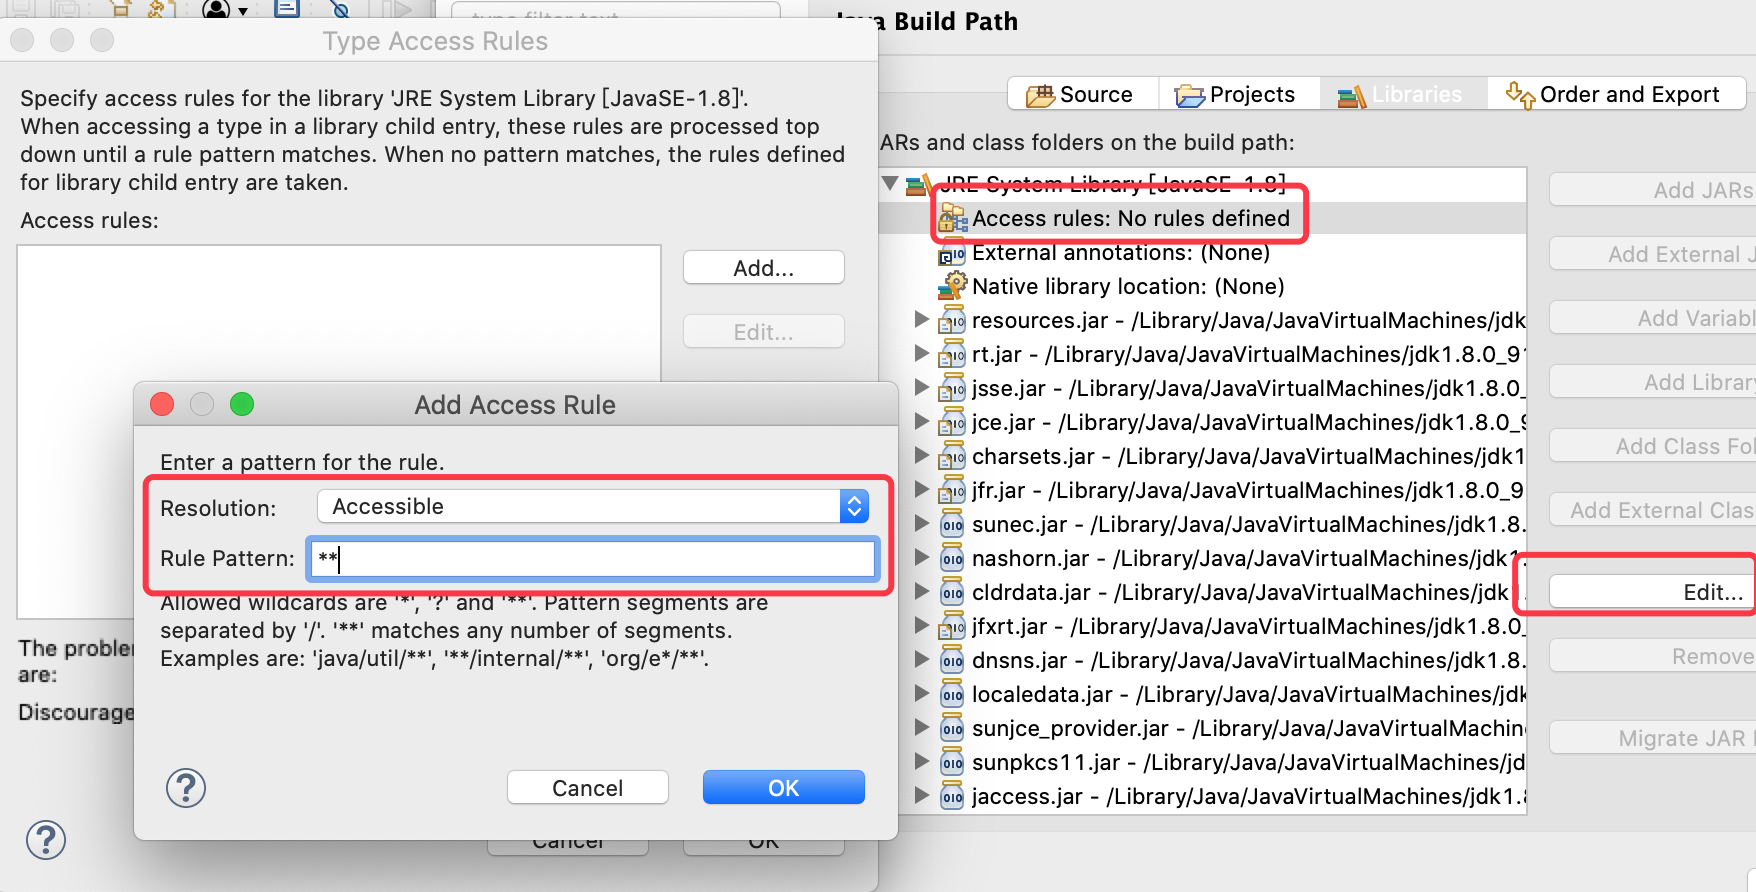 type filter text
Java Build Path
Type Access Rules
Specify access rules for the library 'JRE System Library [JavaSE-1.8]'.
When accessing a type in a library child entry, these rules are processed top
down until a rule pattern matches. When no pattern matches, the rules defined
for library child entry are taken.
Access rules:
Add...
Edit...
The problem
are:
Discourage
Cancel
OK
Add Access Rule
Enter a pattern for the rule.
Resolution:
Accessible
Rule Pattern:
**
Allowed wildcards are '*', '?' and '**'. Pattern segments are
separated by '/'. '**' matches any number of segments.
Examples are: 'java/util/**', '**/internal/**', 'org/e*/**'.
?
Cancel
OK
?
Source
Projects
Libraries
Order and Export
ARs and class folders on the build path:
JRE System Library [JavaSE-1.8]
Access rules: No rules defined
External annotations: (None)
Native library location: (None)
resources.jar - /Library/Java/JavaVirtualMachines/jdk
rt.jar - /Library/Java/JavaVirtualMachines/jdk1.8.0_91
jsse.jar - /Library/Java/JavaVirtualMachines/jdk1.8.0_
jce.jar - /Library/Java/JavaVirtualMachines/jdk1.8.0_9
charsets.jar - /Library/Java/JavaVirtualMachines/jdk1
jfr.jar - /Library/Java/JavaVirtualMachines/jdk1.8.0_9
sunec.jar - /Library/Java/JavaVirtualMachines/jdk1.8.
nashorn.jar - /Library/Java/JavaVirtualMachines/jdk1.
cldrdata.jar - /Library/Java/JavaVirtualMachines/jdk1.
jfxrt.jar - /Library/Java/JavaVirtualMachines/jdk1.8.0_
dnsns.jar - /Library/Java/JavaVirtualMachines/jdk1.8.
localedata.jar - /Library/Java/JavaVirtualMachines/jdk
sunjce_provider.jar - /Library/Java/JavaVirtualMachin
sunpkcs11.jar - /Library/Java/JavaVirtualMachines/jd
jaccess.jar - /Library/Java/JavaVirtualMachines/jdk1.8
Add JARs
Add External J
Add Variabl
Add Library
Add Class Fol
Add External Clas
Edit...
Remove
Migrate JAR